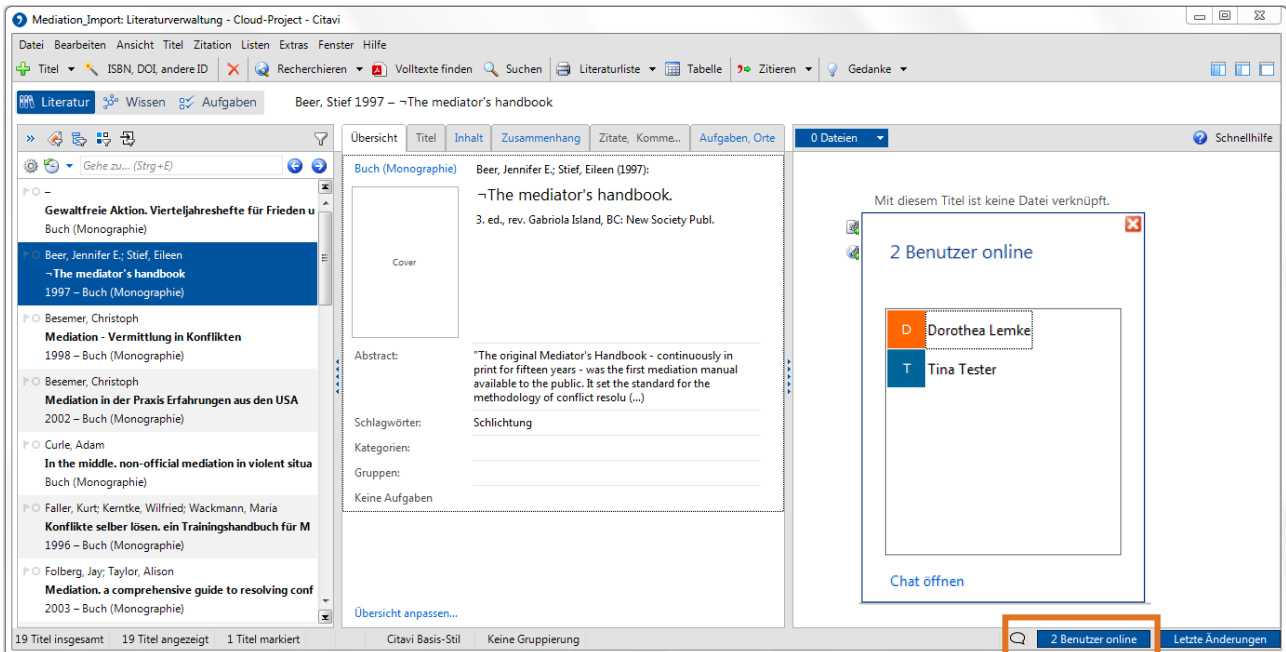 Mediation_Import: Literaturverwaltung - Cloud-Project - Citavi
Datei Bearbeiten Ansicht Titel Zitation Listen Extras Fenster Hilfe
Titel ISBN, DOI, andere ID Recherchieren Volltexte finden Suchen Literaturliste Tabelle Zitieren Gedanke
Literatur Wissen Aufgaben Beer, Stief 1997 – ¬The mediator's handbook
Gehe zu... (Strg+E)
–
Gewaltfreie Aktion. Vierteljahreshefte für Frieden u
Buch (Monographie)
Beer, Jennifer E.; Stief, Eileen
¬The mediator's handbook
1997 – Buch (Monographie)
Besemer, Christoph
Mediation - Vermittlung in Konflikten
1998 – Buch (Monographie)
Besemer, Christoph
Mediation in der Praxis Erfahrungen aus den USA
2002 – Buch (Monographie)
Curle, Adam
In the middle. non-official mediation in violent situa
Buch (Monographie)
Faller, Kurt; Kerntke, Wilfried; Wackmann, Maria
Konflikte selber lösen. ein Trainingshandbuch für M
1996 – Buch (Monographie)
Folberg, Jay; Taylor, Alison
Mediation. a comprehensive guide to resolving conf
2003 – Buch (Monographie)
Übersicht Titel Inhalt Zusammenhang Zitate, Komme... Aufgaben, Orte
Buch (Monographie) Beer, Jennifer E.; Stief, Eileen (1997):
¬The mediator's handbook.
3. ed., rev. Gabriola Island, BC: New Society Publ.
Cover
Abstract: "The original Mediator's Handbook - continuously in
print for fifteen years - was the first mediation manual
available to the public. It set the standard for the
methodology of conflict resolu (...)
Schlagwörter: Schlichtung
Kategorien:
Gruppen:
Keine Aufgaben
Übersicht anpassen...
0 Dateien Schnellhilfe
Mit diesem Titel ist keine Datei verknüpft.
2 Benutzer online
D Dorothea Lemke
T Tina Tester
Chat öffnen
19 Titel insgesamt 19 Titel angezeigt 1 Titel markiert Citavi Basis-Stil Keine Gruppierung 2 Benutzer online Letzte Änderungen